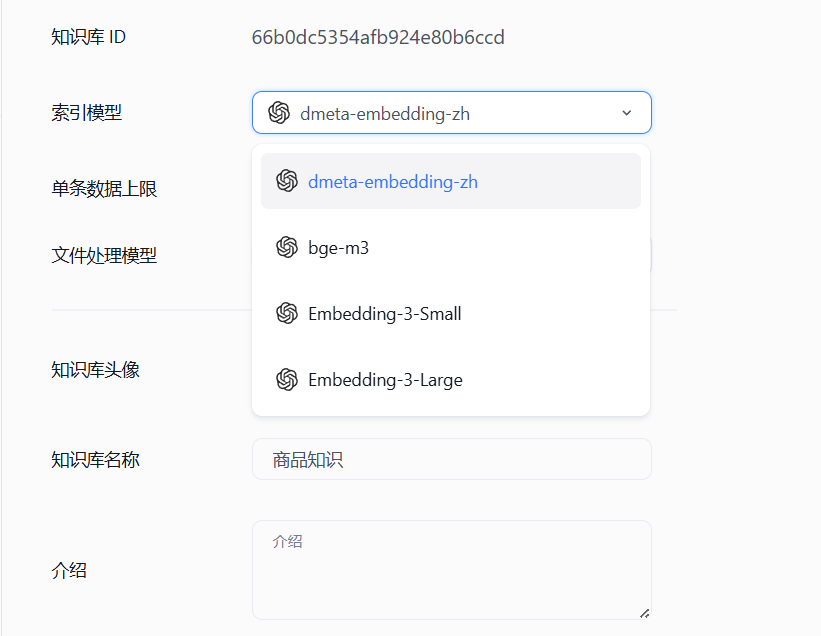 知识库 ID
66b0dc5354afb924e80b6ccd
索引模型
dmeta-embedding-zh
dmeta-embedding-zh
单条数据上限
bge-m3
文件处理模型
Embedding-3-Small
知识库头像
Embedding-3-Large
知识库名称
商品知识
介绍
介绍